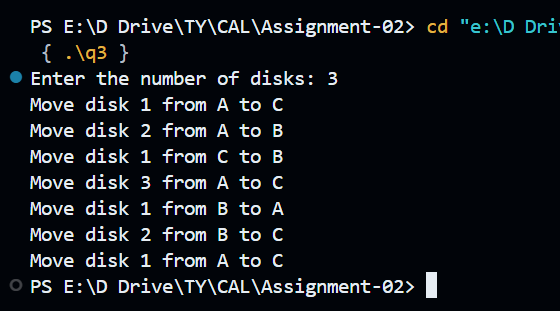 PS E:\D Drive\TY\CAL\Assignment-02> cd "e:\D Dri
{ .\q3 }
Enter the number of disks: 3
Move disk 1 from A to C
Move disk 2 from A to B
Move disk 1 from C to B
Move disk 3 from A to C
Move disk 1 from B to A
Move disk 2 from B to C
Move disk 1 from A to C
PS E:\D Drive\TY\CAL\Assignment-02>